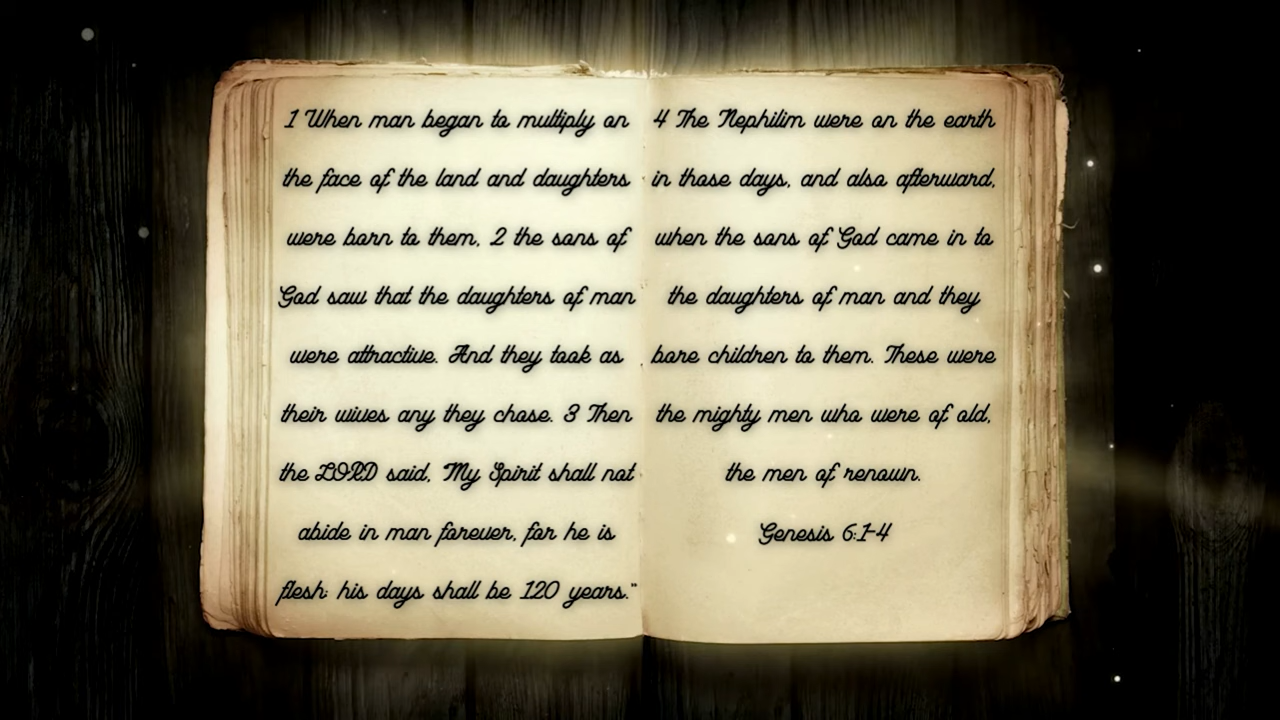 1 When man began to multiply on
the face of the land and daughters
were born to them, 2 the sons of
God saw that the daughters of man
were attractive. And they took as
their wives any they chose. 3 Then
the LORD said, "My Spirit shall not
abide in man forever, for he is
flesh: his days shall be 120 years."
4 The Nephilim were on the earth
in those days, and also afterward,
when the sons of God came in to
the daughters of man and they
bore children to them. These were
the mighty men who were of old,
the men of renown.
Genesis 6:1-4